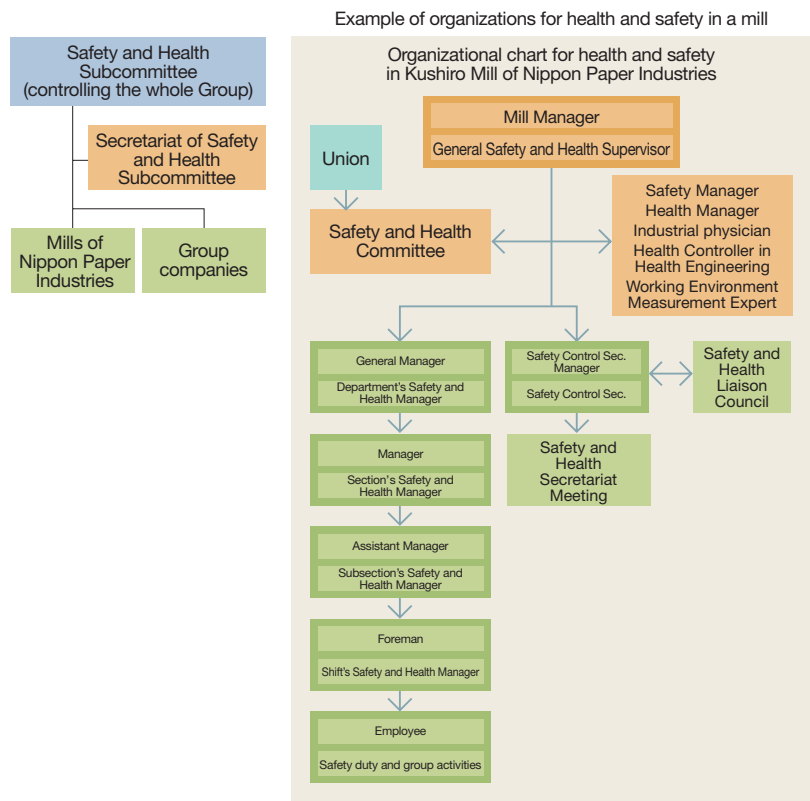 Example of organizations for health and safety in a mill
Safety and Health
Subcommittee
(controlling the whole Group)
Secretariat of Safety
and Health
Subcommittee
Mills of
Nippon Paper
Industries
Group
companies
Organizational chart for health and safety
in Kushiro Mill of Nippon Paper Industries
Mill Manager
General Safety and Health Supervisor
Union
Safety and Health
Committee
Safety Manager
Health Manager
Industrial physician
Health Controller in
Health Engineering
Working Environment
Measurement Expert
General Manager
Department's Safety and
Health Manager
Safety Control Sec.
Manager
Safety Control Sec.
Safety and
Health
Liaison
Council
Manager
Section's Safety and
Health Manager
Safety and
Health
Secretariat
Meeting
Assistant Manager
Subsection's Safety and
Health Manager
Foreman
Shift's Safety and Health Manager
Employee
Safety duty and group activities